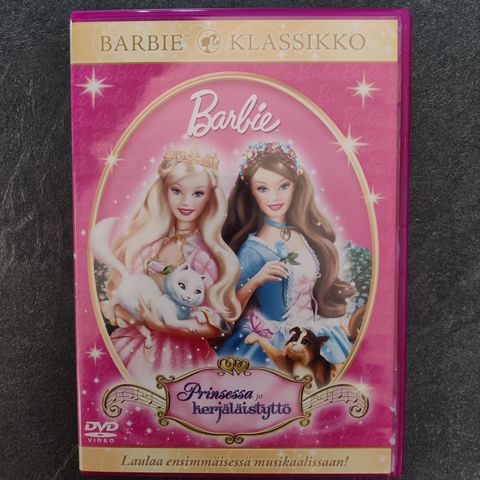 BARBIE KLASSIKKO
Barbie
Prinsessa ja
kerjäläistyttö
DVD
VIDEO
Laulaa ensimmäisessä musikaalissaan!